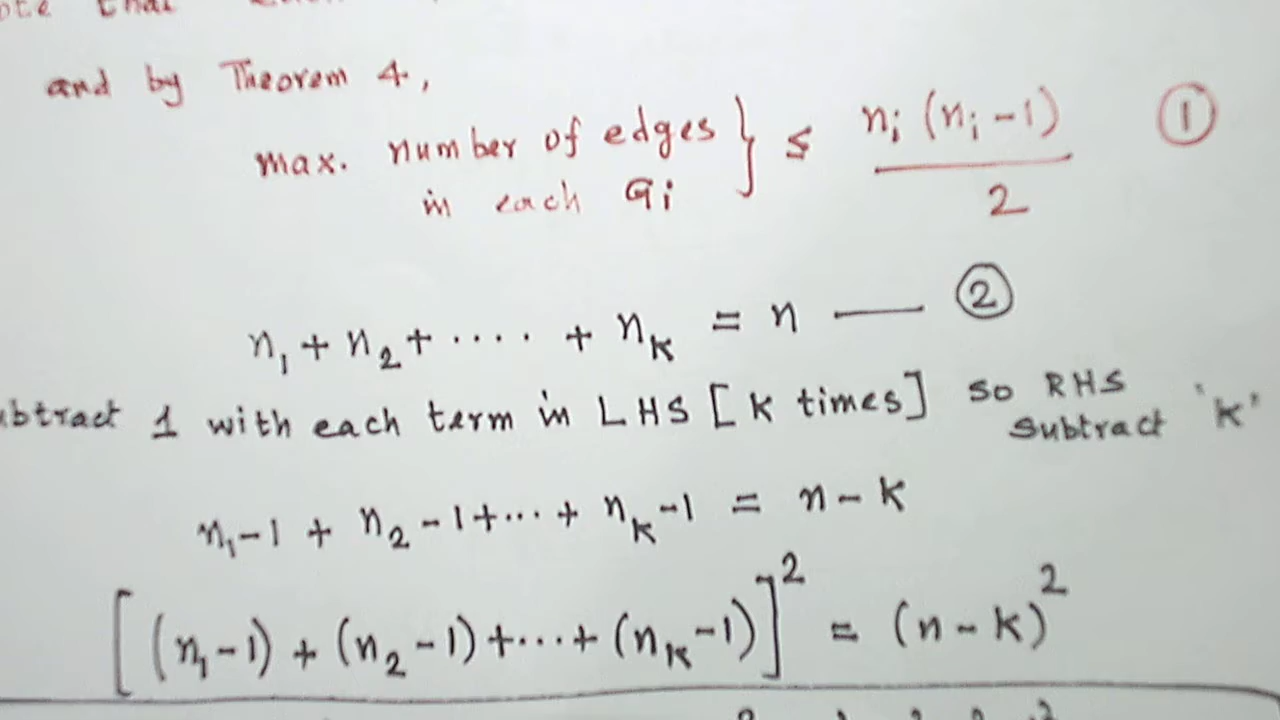 and by Theorem 4,
max. number of edges in each Gi } ≤ ni (ni - 1) / 2 ①
n1 + n2 + .... + nk = n —— ②
1 with each term in LHS [K times] so RHS subtract 'K'
n1 - 1 + n2 - 1 + ... + nk - 1 = n - k
[(n1 - 1) + (n2 - 1) + ... + (nk - 1)]² = (n - k)²